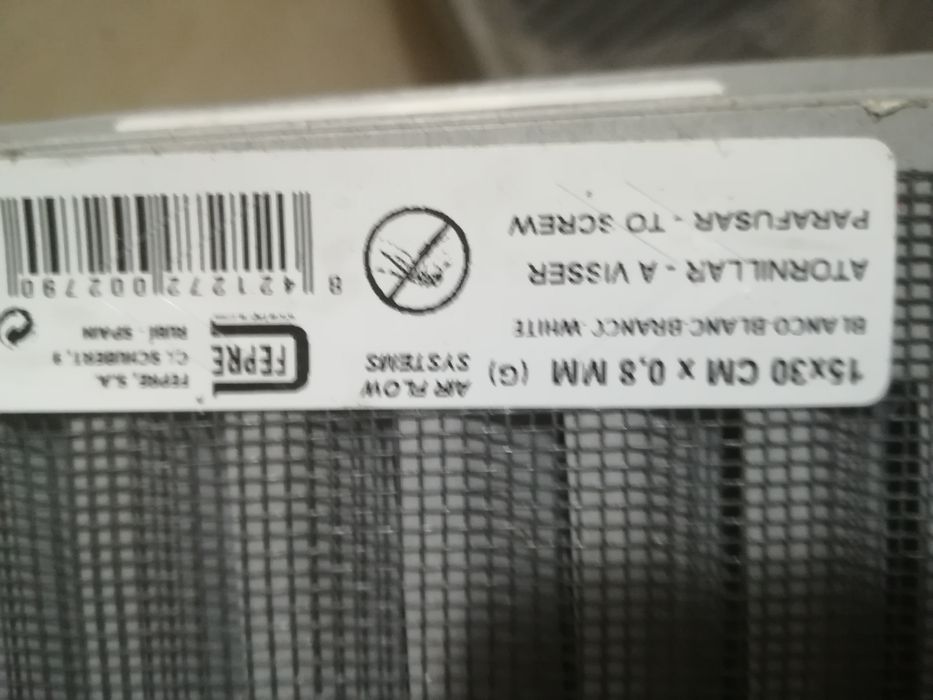 15x30 CM x 0,8 MM (G)
BLANCO-BLANC-BRANCO-WHITE
ATORNILLAR - A VISSER
PARAFUSAR - TO SCREW
AIR FLOW
SYSTEMS
FEPRE
FEPRE, S.A.
C/. SCHUBERT, 9
RUBÍ - SPAIN
8 421272 002790